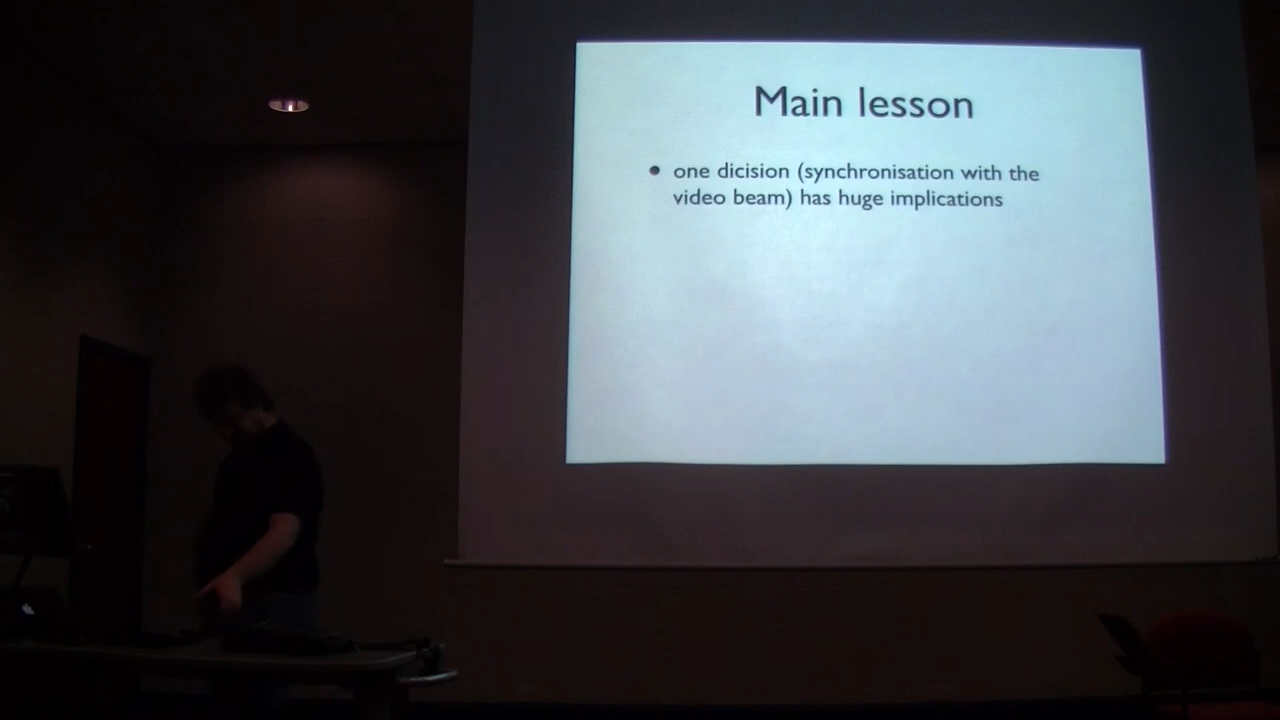 Main lesson
• one dicision (synchronisation with the
video beam) has huge implications